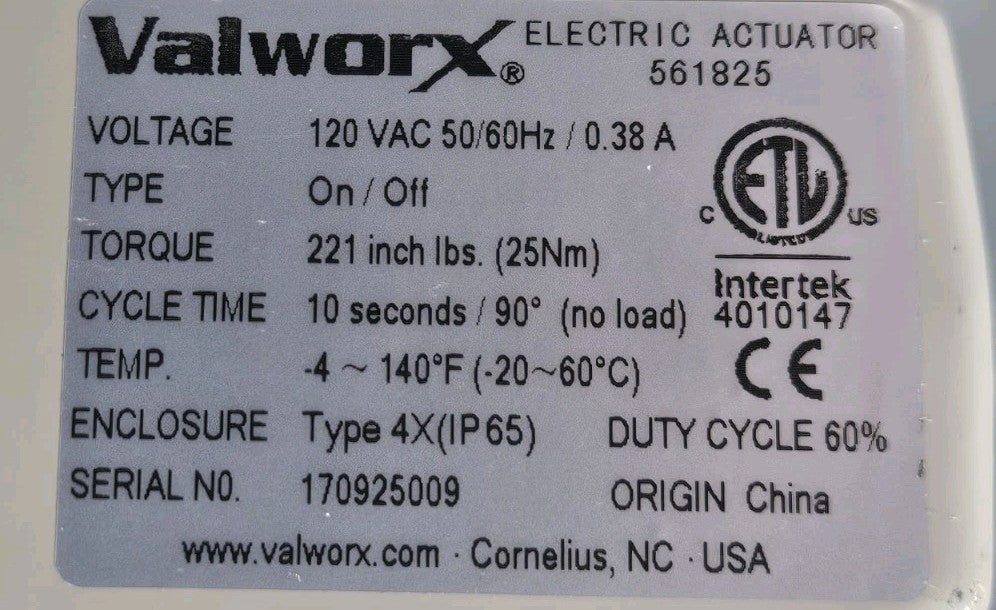 Valworx® ELECTRIC ACTUATOR
561825
VOLTAGE 120 VAC 50/60Hz / 0.38 A
TYPE On / Off
TORQUE 221 inch lbs. (25Nm)
CYCLE TIME 10 seconds / 90° (no load)
TEMP. -4 ~ 140°F (-20~60°C)
ENCLOSURE Type 4X(IP65) DUTY CYCLE 60%
SERIAL NO. 170925009 ORIGIN China
www.valworx.com · Cornelius, NC · USA
ETL
C US
LISTED
Intertek
4010147
CE